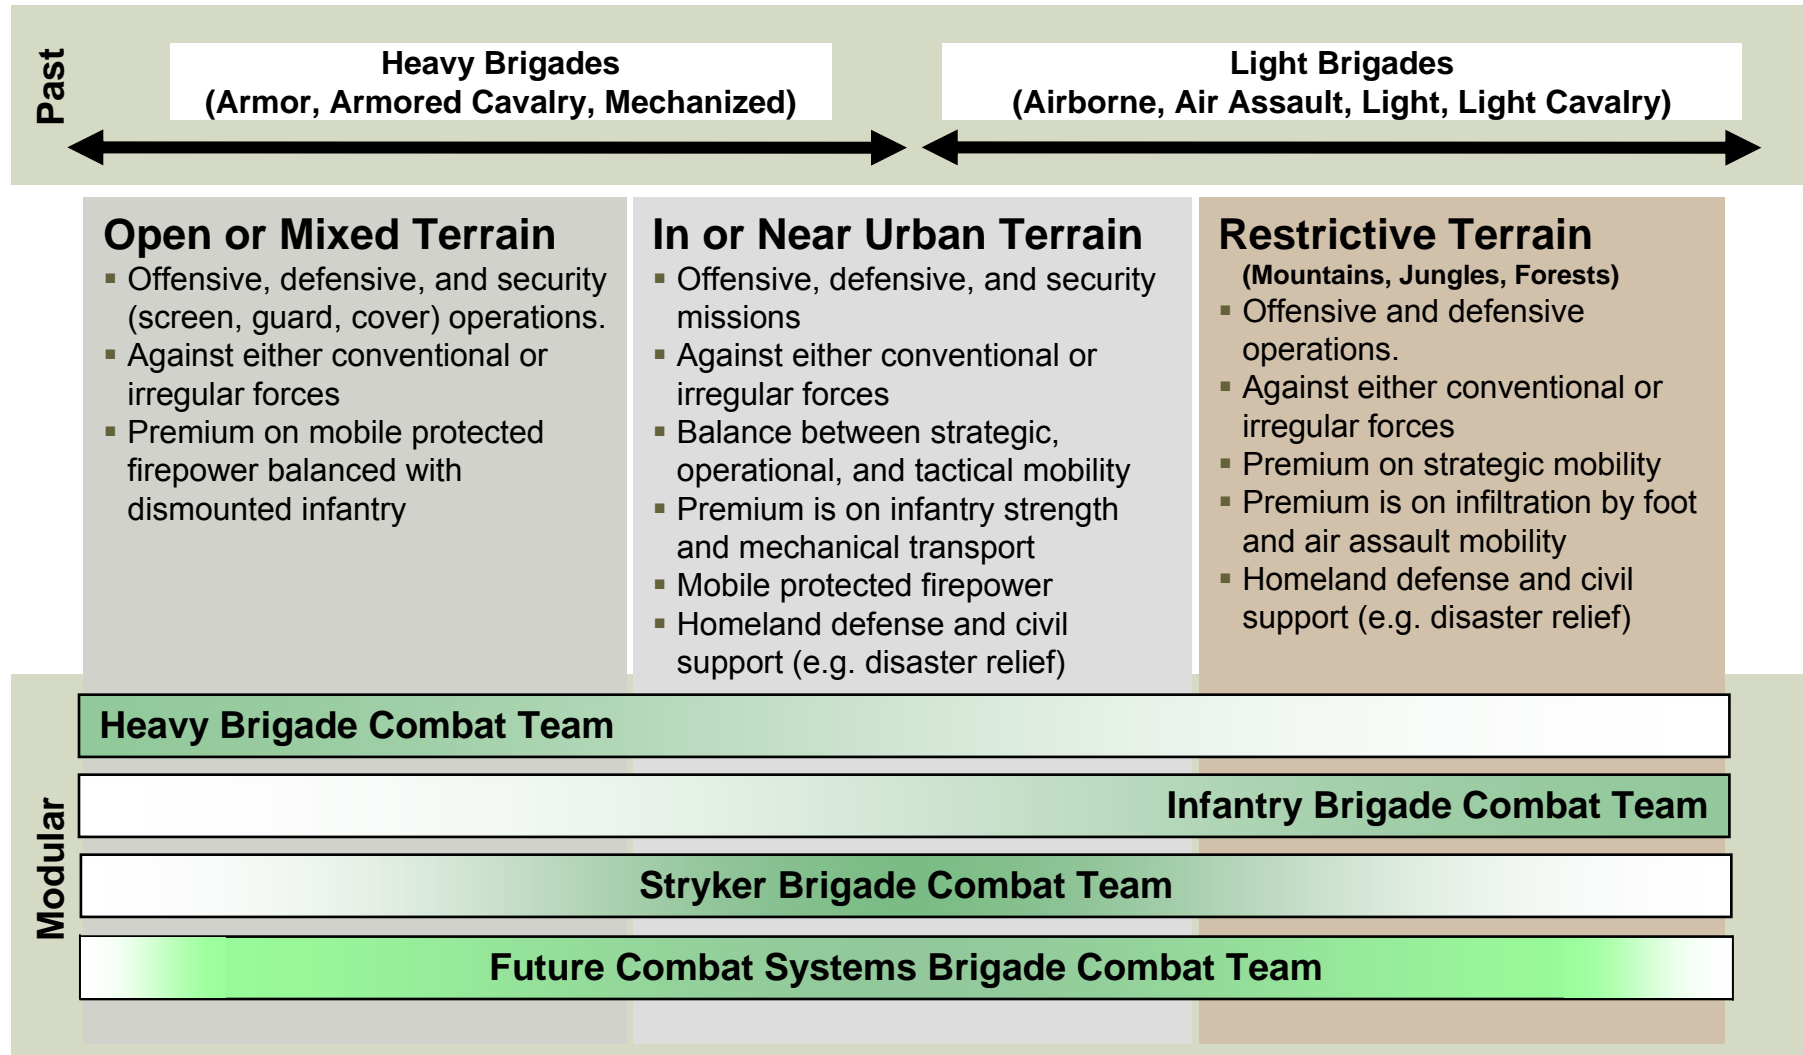 Past
Heavy Brigades
(Armor, Armored Cavalry, Mechanized)
Light Brigades
(Airborne, Air Assault, Light, Light Cavalry)
Open or Mixed Terrain
▪ Offensive, defensive, and security
(screen, guard, cover) operations.
▪ Against either conventional or
irregular forces
▪ Premium on mobile protected
firepower balanced with
dismounted infantry
In or Near Urban Terrain
▪ Offensive, defensive, and security
missions
▪ Against either conventional or
irregular forces
▪ Balance between strategic,
operational, and tactical mobility
▪ Premium is on infantry strength
and mechanical transport
▪ Mobile protected firepower
▪ Homeland defense and civil
support (e.g. disaster relief)
Restrictive Terrain
(Mountains, Jungles, Forests)
▪ Offensive and defensive
operations.
▪ Against either conventional or
irregular forces
▪ Premium on strategic mobility
▪ Premium is on infiltration by foot
and air assault mobility
▪ Homeland defense and civil
support (e.g. disaster relief)
Modular
Heavy Brigade Combat Team
Infantry Brigade Combat Team
Stryker Brigade Combat Team
Future Combat Systems Brigade Combat Team